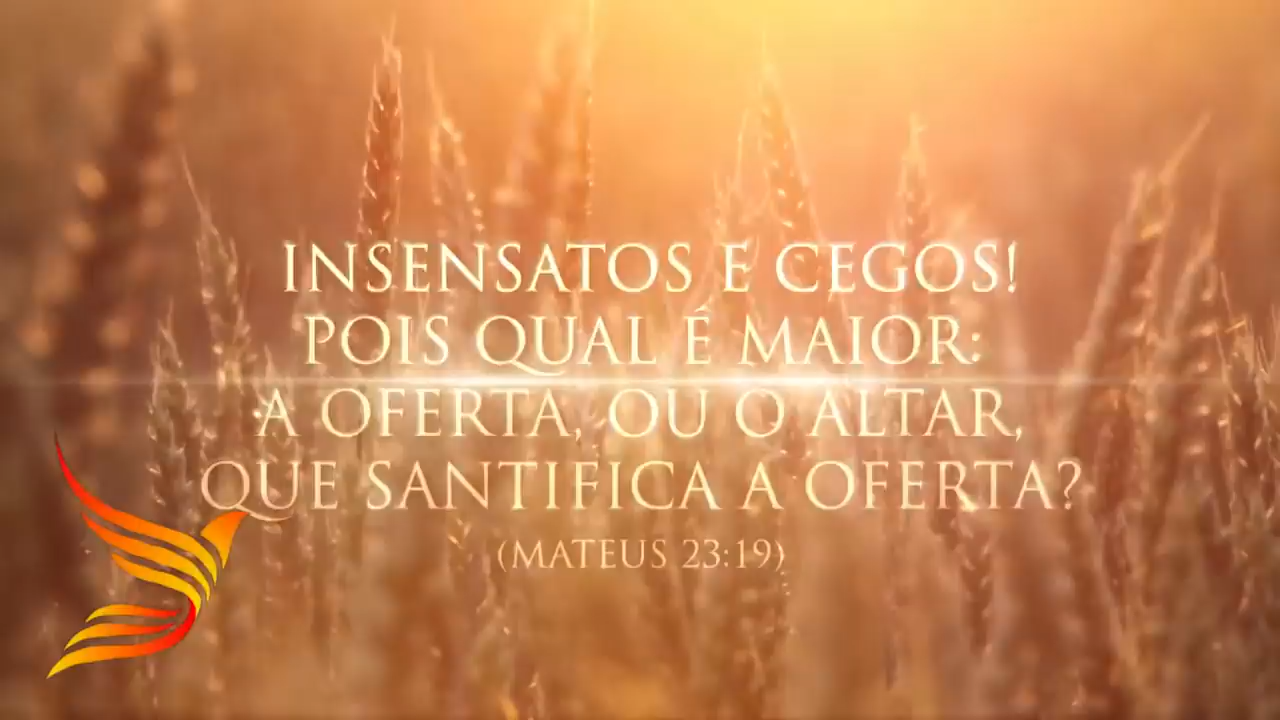 INSENSATOS E CEGOS!
POIS QUAL É MAIOR:
A OFERTA, OU O ALTAR,
QUE SANTIFICA A OFERTA?
(MATEUS 23:19)